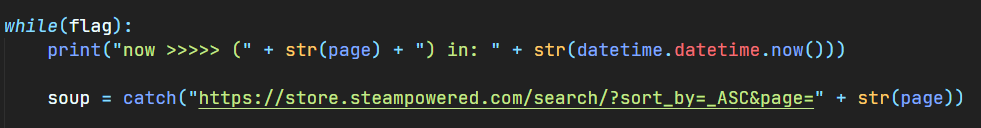 while(flag):
print("now >>>>> (" + str(page) + ") in: " + str(datetime.datetime.now()))
soup = catch("https://store.steampowered.com/search/?sort_by=_ASC&page=" + str(page))